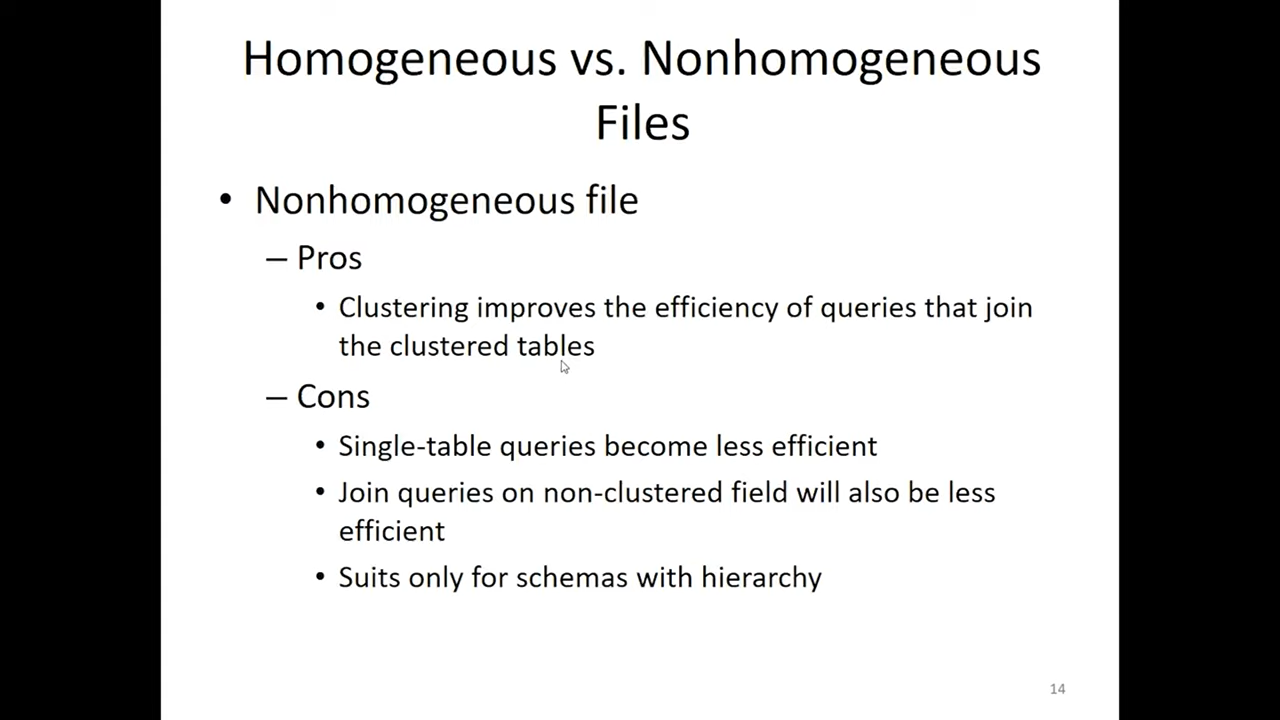 Homogeneous vs. Nonhomogeneous
Files
• Nonhomogeneous file
– Pros
• Clustering improves the efficiency of queries that join
the clustered tables
– Cons
• Single-table queries become less efficient
• Join queries on non-clustered field will also be less
efficient
• Suits only for schemas with hierarchy
14